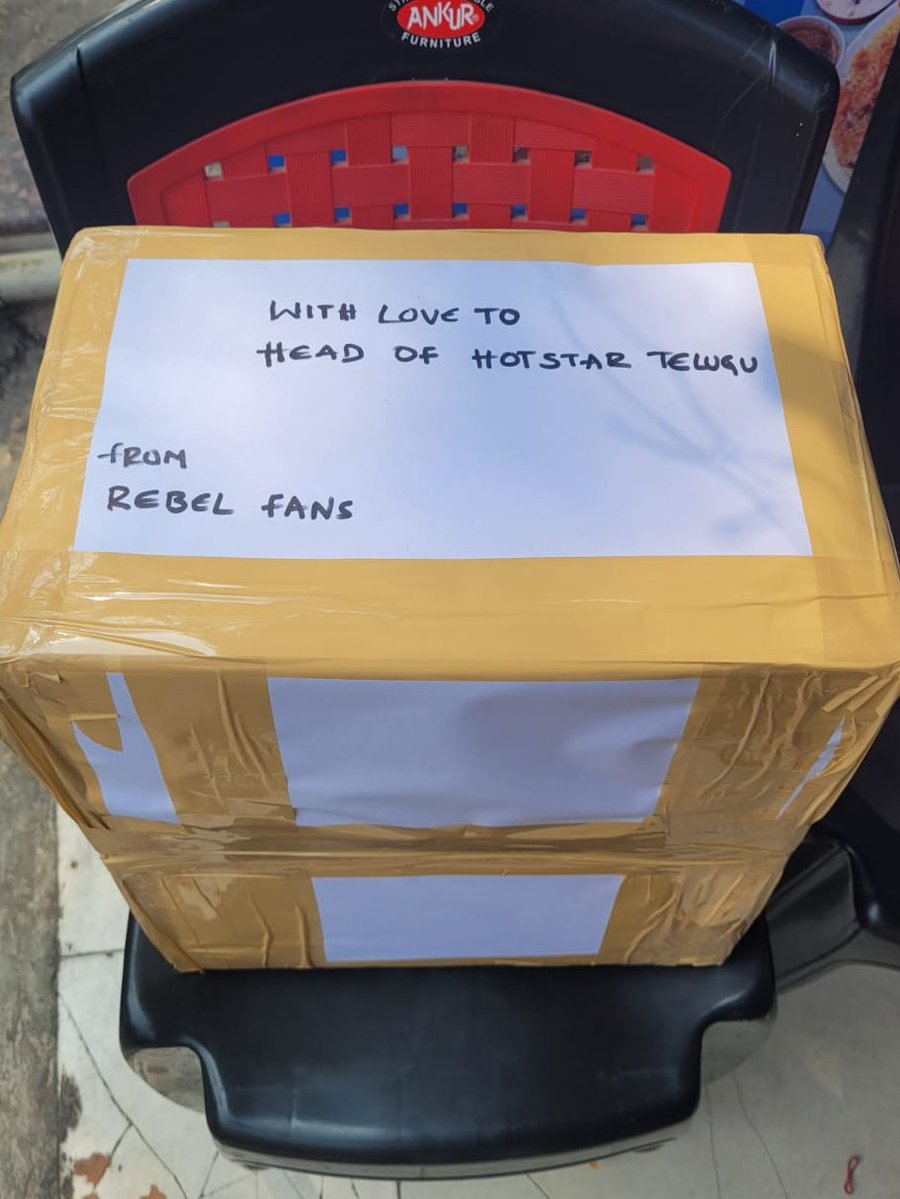 ANKUR
FURNITURE
WITH LOVE TO
HEAD OF HOTSTAR TELUGU
FROM
REBEL FANS